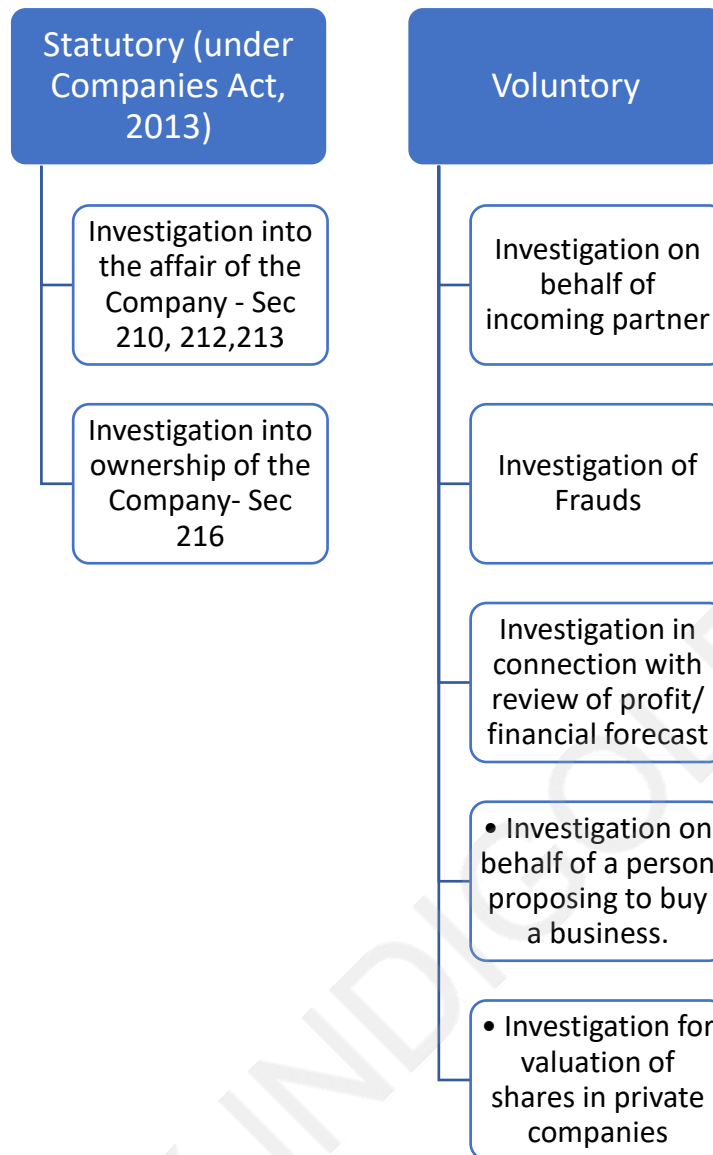 Statutory (under
Companies Act,
2013)
Investigation into
the affair of the
Company - Sec
210, 212,213
Investigation into
ownership of the
Company- Sec
216
Voluntory
Investigation on
behalf of
incoming partner
Investigation of
Frauds
Investigation in
connection with
review of profit/
financial forecast
• Investigation on
behalf of a person
proposing to buy
a business.
• Investigation for
valuation of
shares in private
companies